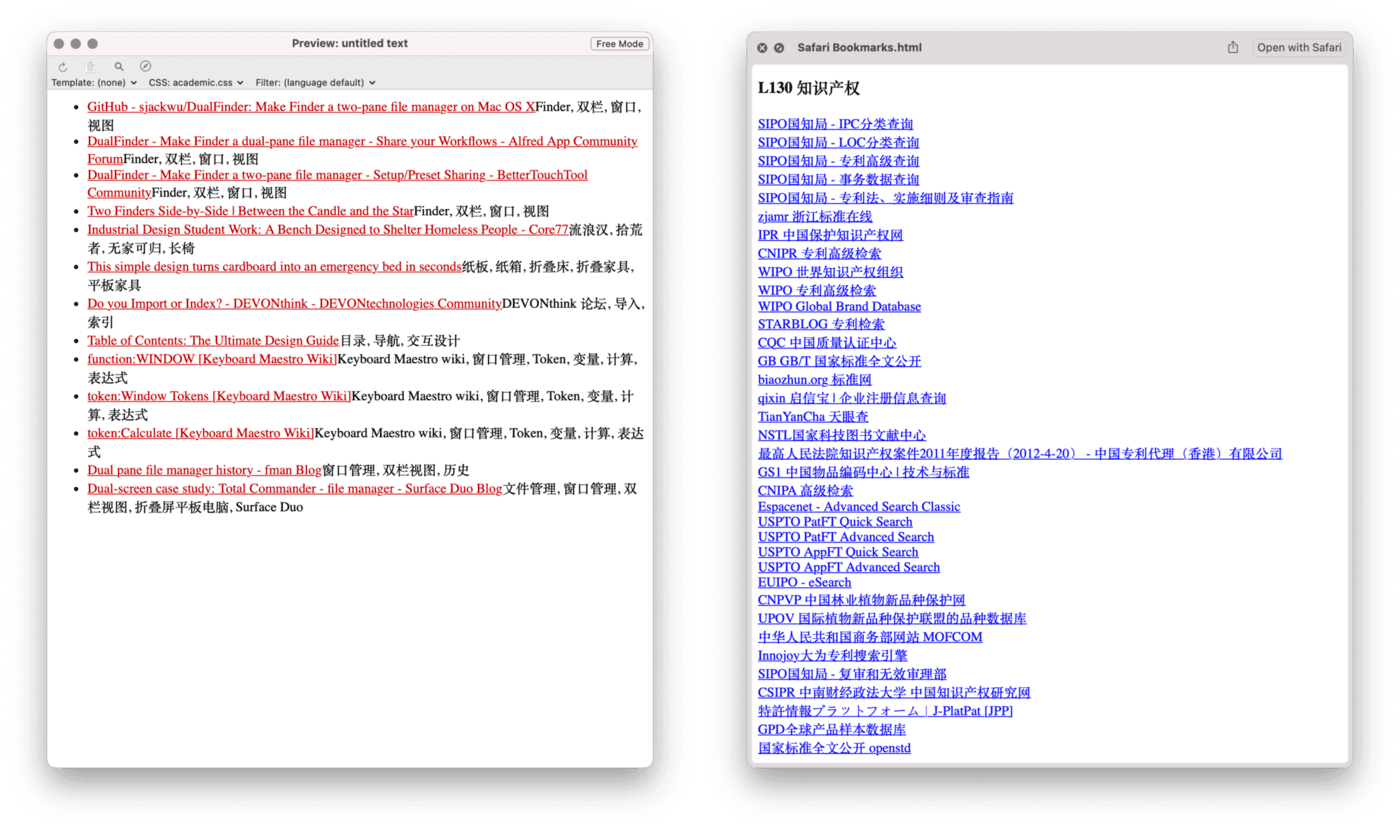 Preview: untitled text
Free Mode
Template: (none)
CSS: academic.css
Filter: (language default)
GitHub - sjackwu/DualFinder: Make Finder a two-pane file manager on Mac OS XFinder, 双栏, 窗口,
视图
DualFinder - Make Finder a dual-pane file manager - Share your Workflows - Alfred App Community
ForumFinder, 双栏, 窗口, 视图
DualFinder - Make Finder a two-pane file manager - Setup/Preset Sharing - BetterTouchTool
CommunityFinder, 双栏, 窗口, 视图
Two Finders Side-by-Side | Between the Candle and the StarFinder, 双栏, 窗口, 视图
Industrial Design Student Work: A Bench Designed to Shelter Homeless People - Core77流浪汉, 拾荒
者, 无家可归, 长椅
This simple design turns cardboard into an emergency bed in seconds纸板, 纸箱, 折叠床, 折叠家具,
平板家具
Do you Import or Index? - DEVONthink - DEVONtechnologies CommunityDEVONthink 论坛, 导入,
索引
Table of Contents: The Ultimate Design Guide目录, 导航, 交互设计
function:WINDOW [Keyboard Maestro Wiki]Keyboard Maestro wiki, 窗口管理, Token, 变量, 计算,
表达式
token:Window Tokens [Keyboard Maestro Wiki]Keyboard Maestro wiki, 窗口管理, Token, 变量, 计
算, 表达式
token:Calculate [Keyboard Maestro Wiki]Keyboard Maestro wiki, 窗口管理, Token, 变量, 计算, 表达
式
Dual pane file manager history - fman Blog窗口管理, 双栏视图, 历史
Dual-screen case study: Total Commander - file manager - Surface Duo Blog文件管理, 窗口管理, 双
栏视图, 折叠屏平板电脑, Surface Duo
Safari Bookmarks.html
Open with Safari
L130 知识产权
SIPO国知局 - IPC分类查询
SIPO国知局 - LOC分类查询
SIPO国知局 - 专利高级查询
SIPO国知局 - 事务数据查询
SIPO国知局 - 专利法、实施细则及审查指南
zjamr 浙江标准在线
IPR 中国保护知识产权网
CNIPR 专利高级检索
WIPO 世界知识产权组织
WIPO 专利高级检索
WIPO Global Brand Database
STARBLOG 专利检索
CQC 中国质量认证中心
GB GB/T 国家标准全文公开
biaozhun.org 标准网
qixin 启信宝 | 企业注册信息查询
TianYanCha 天眼查
NSTL国家科技图书文献中心
最高人民法院知识产权案件2011年度报告（2012-4-20） - 中国专利代理（香港）有限公司
GS1 中国物品编码中心 | 技术与标准
CNIPA 高级检索
Espacenet - Advanced Search Classic
USPTO PatFT Quick Search
USPTO PatFT Advanced Search
USPTO AppFT Quick Search
USPTO AppFT Advanced Search
EUIPO - eSearch
CNPVP 中国林业植物新品种保护网
UPOV 国际植物新品种保护联盟的品种数据库
中华人民共和国商务部网站 MOFCOM
Innojoy大为专利搜索引擎
SIPO国知局 - 复审和无效审理部
CSIPR 中南财经政法大学 中国知识产权研究网
特許情報プラットフォーム｜J-PlatPat [JPP]
GPD全球产品样本数据库
国家标准全文公开 openstd